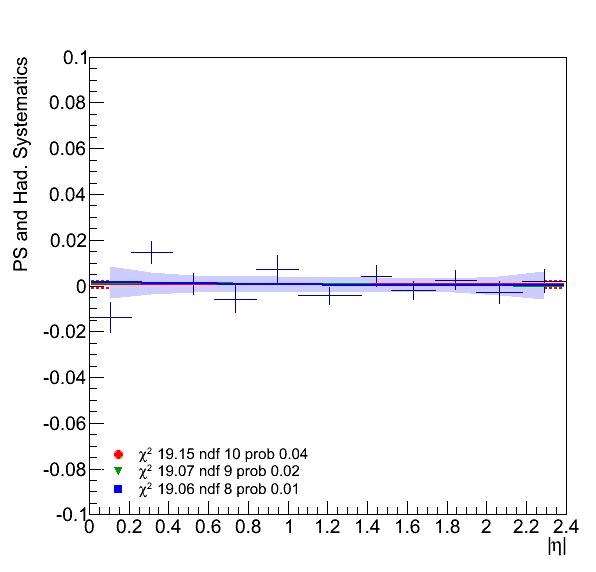 PS and Had. Systematics
0.1
0.08
0.06
0.04
0.02
0
-0.02
-0.04
-0.06
-0.08
-0.1
χ² 19.15 ndf 10 prob 0.04
χ² 19.07 ndf 9 prob 0.02
χ² 19.06 ndf 8 prob 0.01
0 0.2 0.4 0.6 0.8 1 1.2 1.4 1.6 1.8 2 2.2 2.4
|η|